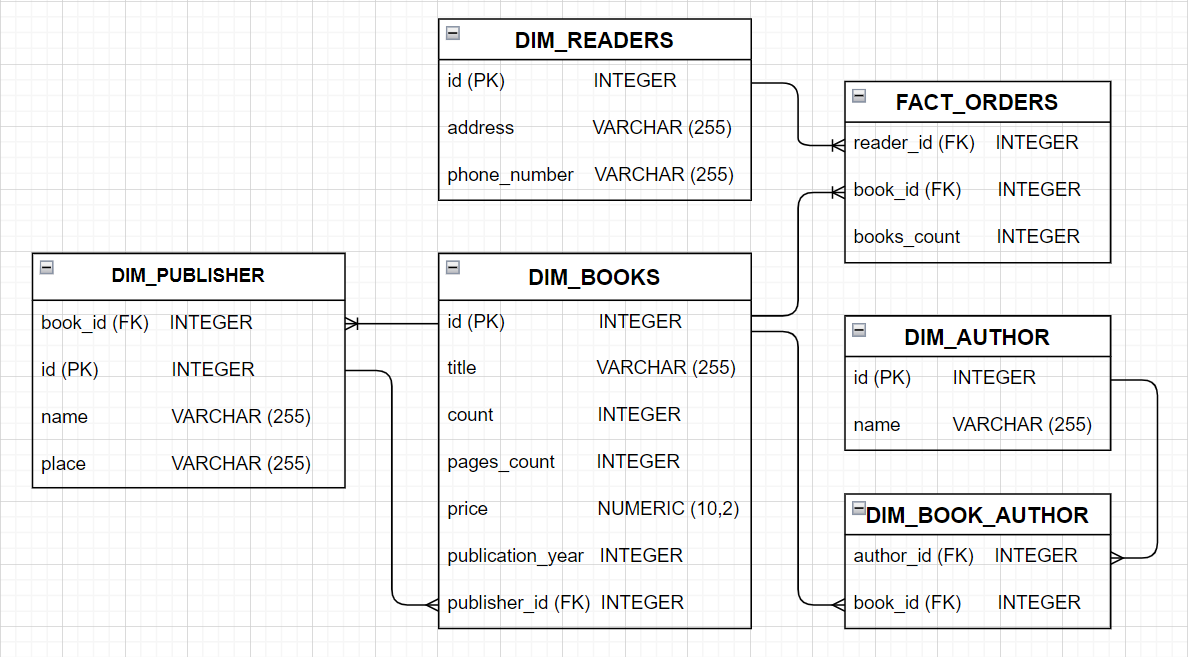 DIM_READERS
id (PK) INTEGER
address VARCHAR (255)
phone_number VARCHAR (255)
FACT_ORDERS
reader_id (FK) INTEGER
book_id (FK) INTEGER
books_count INTEGER
DIM_PUBLISHER
book_id (FK) INTEGER
id (PK) INTEGER
name VARCHAR (255)
place VARCHAR (255)
DIM_BOOKS
id (PK) INTEGER
title VARCHAR (255)
count INTEGER
pages_count INTEGER
price NUMERIC (10,2)
publication_year INTEGER
publisher_id (FK) INTEGER
DIM_AUTHOR
id (PK) INTEGER
name VARCHAR (255)
DIM_BOOK_AUTHOR
author_id (FK) INTEGER
book_id (FK) INTEGER